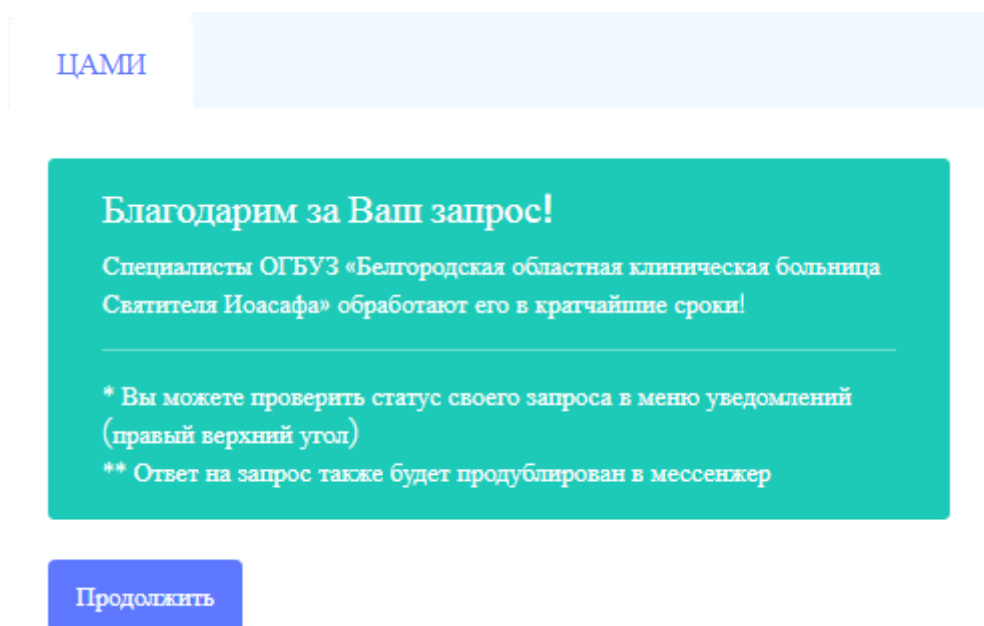 ЦАМИ
Благодарим за Ваш запрос!
Специалисты ОГБУЗ «Белгородская областная клиническая больница
Святителя Иоасафа» обработают его в кратчайшие сроки!
* Вы можете проверить статус своего запроса в меню уведомлений
(правый верхний угол)
** Ответ на запрос также будет продублирован в мессенжер
Продолжить